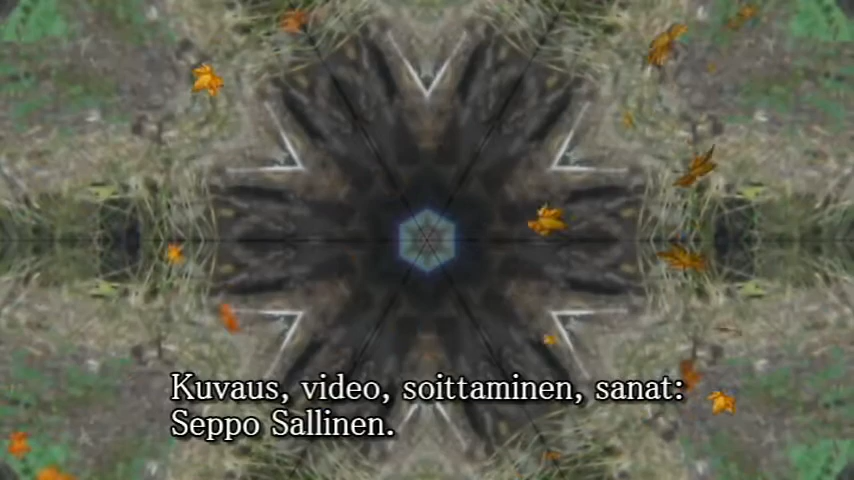 Kuvaus, video, soittaminen, sanat:
Seppo Sallinen.